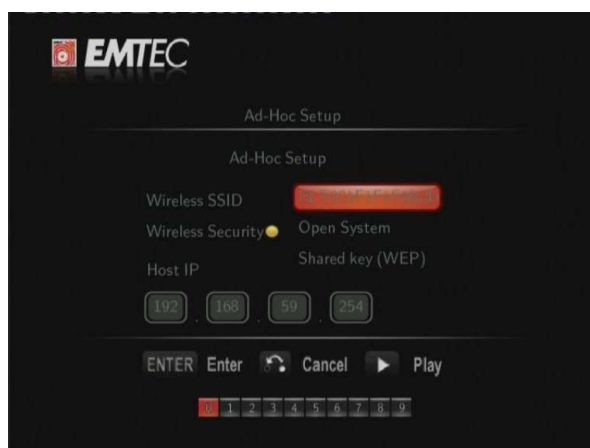 EMTEC
Ad-Hoc Setup
Ad-Hoc Setup
Wireless SSID
Wireless Security Open System
Shared key (WEP)
Host IP
192 . 168 . 59 . 254
ENTER Enter Cancel Play
0 1 2 3 4 5 6 7 8 9